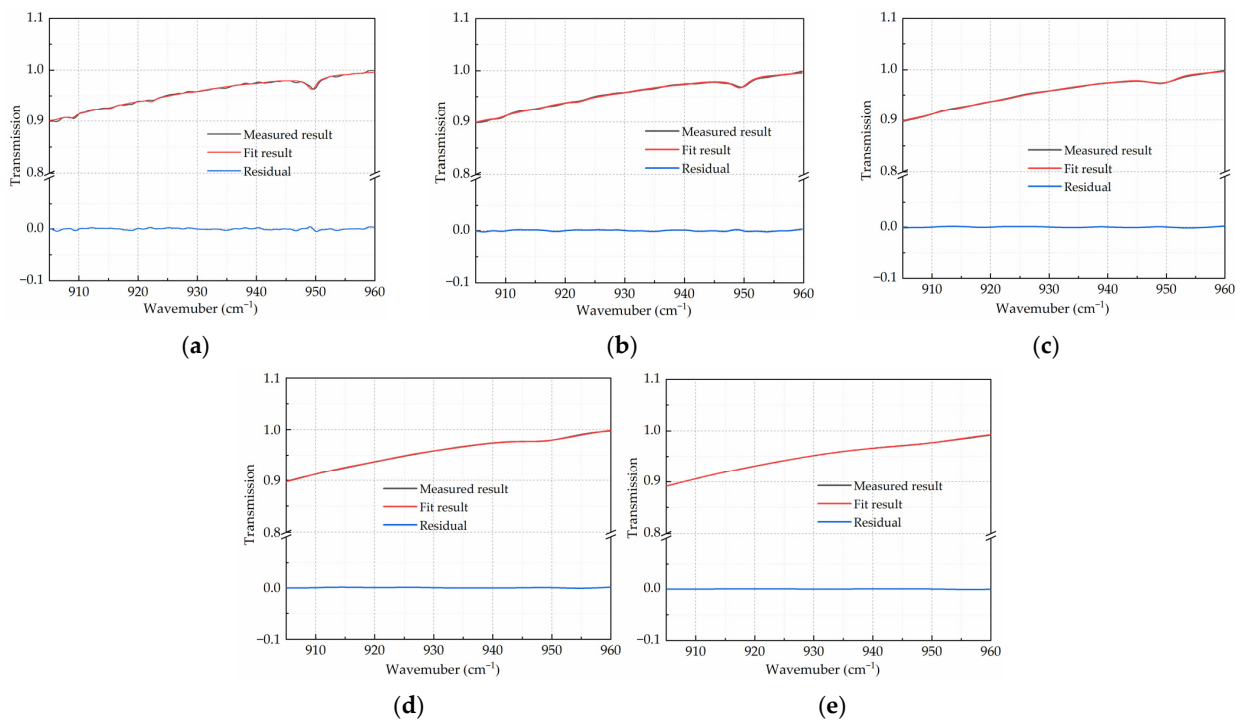 1.1
1.0
0.9
0.8
0.0
−0.1
Transmission
Measured result
Fit result
Residual
910 920 930 940 950 960
Wavemuber (cm⁻¹)
(a)
1.1
1.0
0.9
0.8
0.0
−0.1
Transmission
Measured result
Fit result
Residual
910 920 930 940 950 960
Wavemuber (cm⁻¹)
(b)
1.1
1.0
0.9
0.8
0.0
−0.1
Transmission
Measured result
Fit result
Residual
910 920 930 940 950 960
Wavemuber (cm⁻¹)
(c)
1.1
1.0
0.9
0.8
0.0
−0.1
Transmission
Measured result
Fit result
Residual
910 920 930 940 950 960
Wavemuber (cm⁻¹)
(d)
1.1
1.0
0.9
0.8
0.0
−0.1
Transmission
Measured result
Fit result
Residual
910 920 930 940 950 960
Wavemuber (cm⁻¹)
(e)